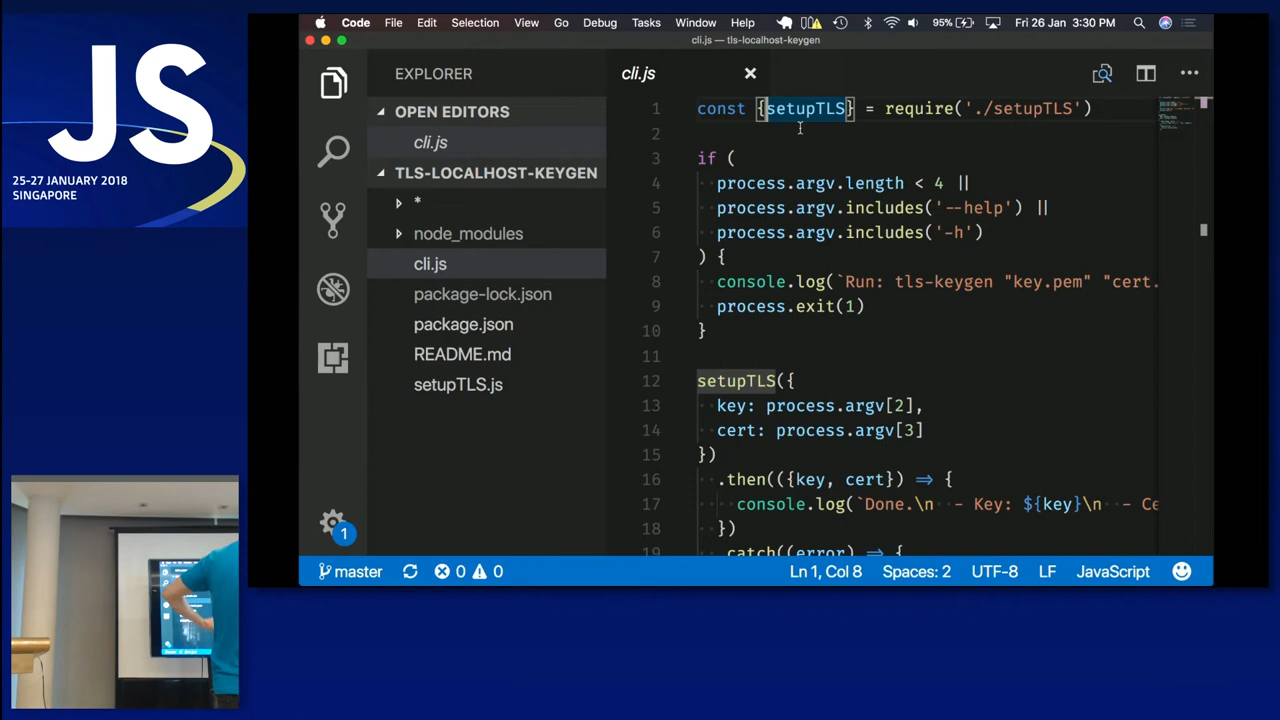 JS
25-27 JANUARY 2018
SINGAPORE
Code File Edit Selection View Go Debug Tasks Window Help 95% Fri 26 Jan 3:30 PM
cli.js — tls-localhost-keygen
EXPLORER
OPEN EDITORS
cli.js
TLS-LOCALHOST-KEYGEN
*
node_modules
cli.js
package-lock.json
package.json
README.md
setupTLS.js
1
cli.js
1 const {setupTLS} = require('./setupTLS')
2
3 if (
4 process.argv.length < 4 ||
5 process.argv.includes('--help') ||
6 process.argv.includes('-h')
7 ) {
8 console.log(`Run: tls-keygen "key.pem" "cert.
9 process.exit(1)
10 }
11
12 setupTLS({
13 key: process.argv[2],
14 cert: process.argv[3]
15 })
16 .then(({key, cert}) => {
17 console.log(`Done.\n - Key: ${key}\n - Ce
18 })
19 .catch((error) => {
master 0 0 Ln 1, Col 8 Spaces: 2 UTF-8 LF JavaScript